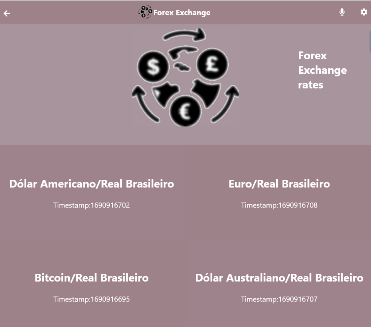 Forex Exchange
Forex
Exchange
rates
Dólar Americano/Real Brasileiro
Timestamp:1690916702
Euro/Real Brasileiro
Timestamp:1690916708
Bitcoin/Real Brasileiro
Timestamp:1690916695
Dólar Australiano/Real Brasileiro
Timestamp:1690916707